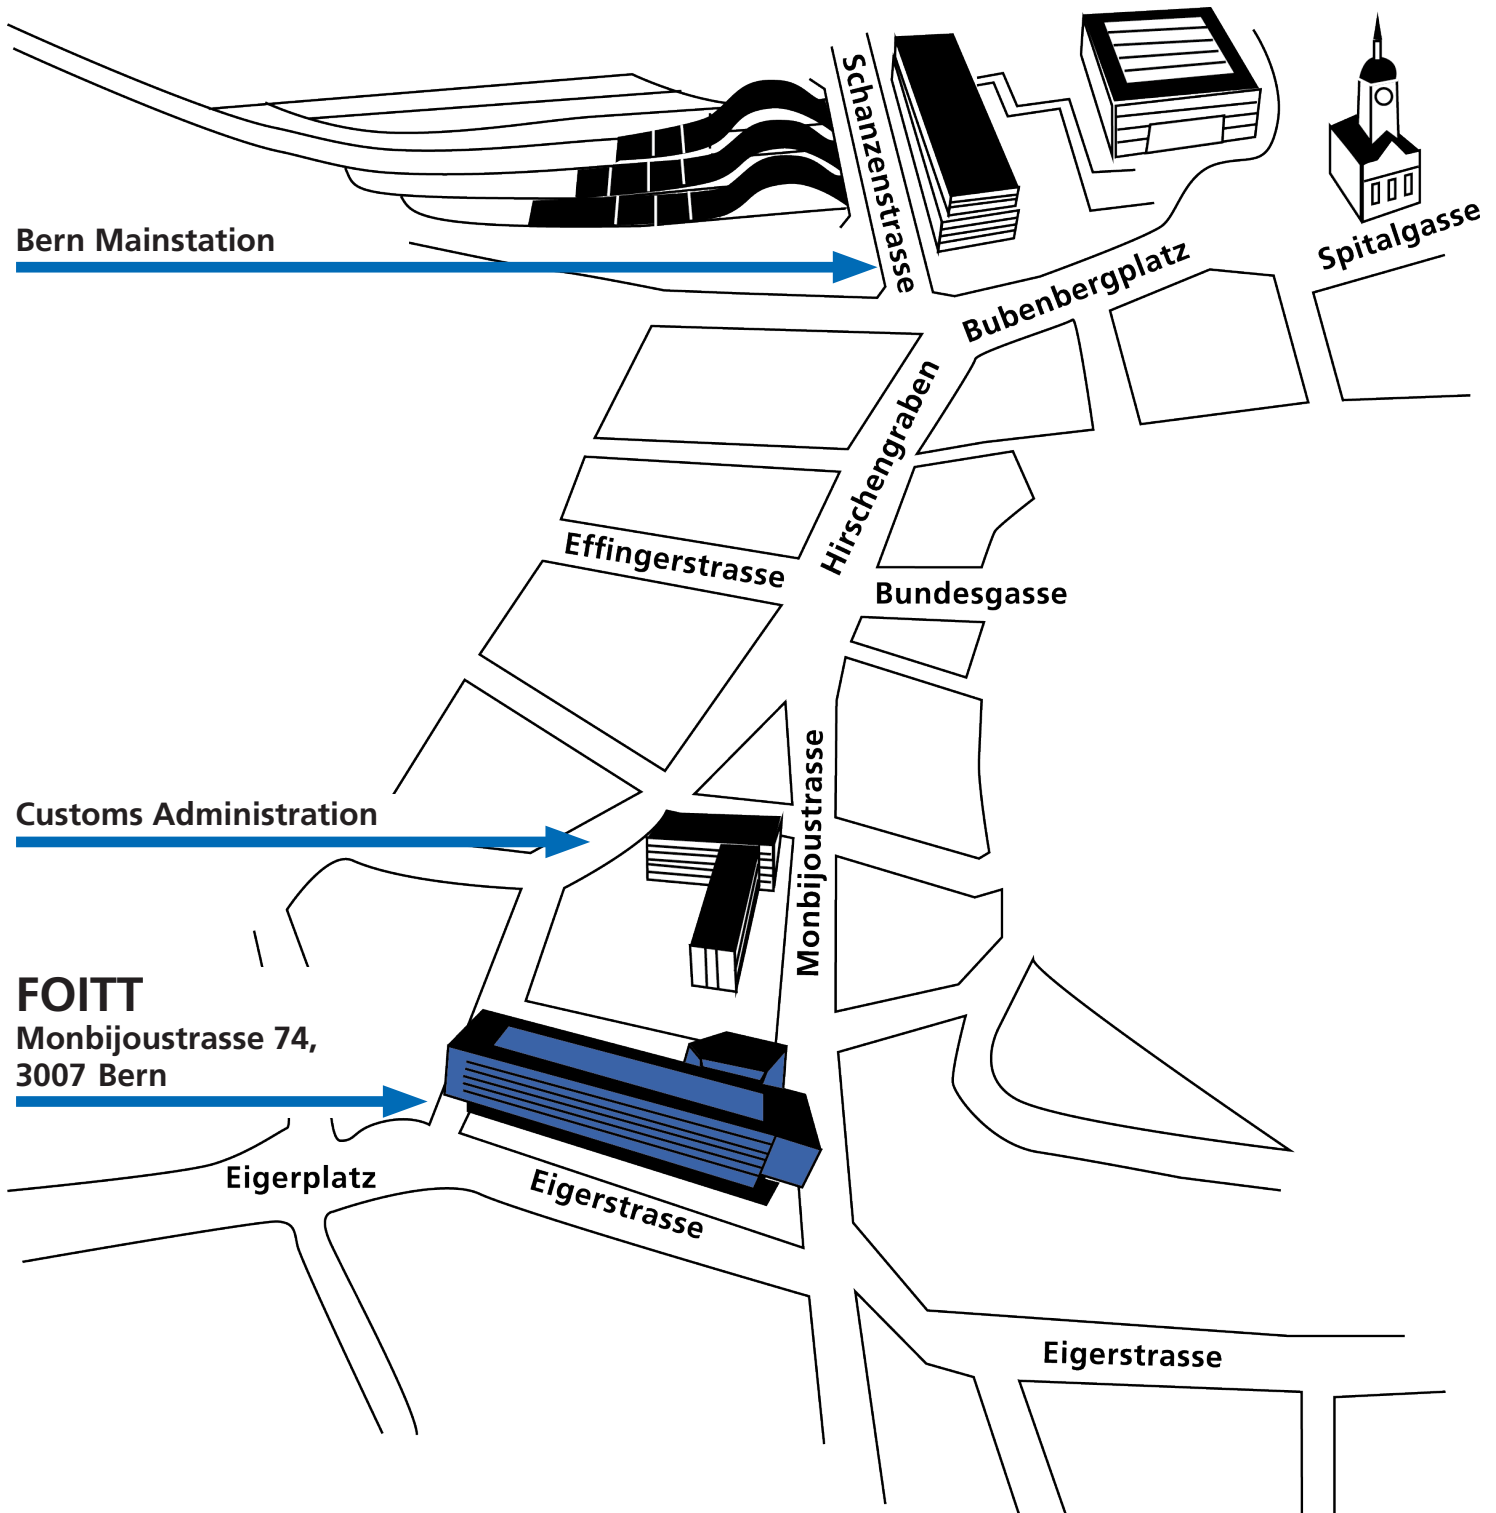 Schanzenstrasse
Bern Mainstation
Spitalgasse
Bubenbergplatz
Hirschengraben
Effingerstrasse
Bundesgasse
Monbijoustrasse
Customs Administration
FOITT
Monbijoustrasse 74,
3007 Bern
Eigerplatz
Eigerstrasse
Eigerstrasse